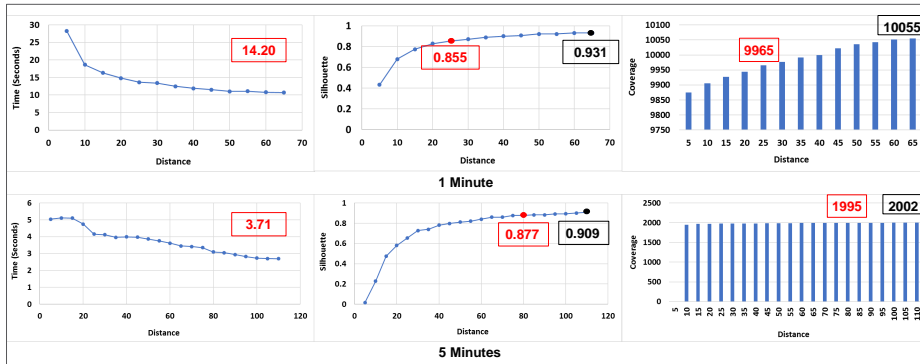 30
25
20
15
10
5
0
Time (Seconds)
14.20
0 10 20 30 40 50 60 70
Distance
1
0.8
0.6
0.4
0.2
0
Silhouette
0.855
0.931
0 10 20 30 40 50 60 70
Distance
10100
10050
10000
9950
9900
9850
9800
9750
Coverage
9965
10055
5 10 15 20 25 30 35 40 45 50 55 60 65
Distance
1 Minute
6
5
4
3
2
1
0
Time (Seconds)
3.71
0 20 40 60 80 100 120
Distance
1
0.8
0.6
0.4
0.2
0
Silhouette
0.877
0.909
0 20 40 60 80 100 120
Distance
2500
2000
1500
1000
500
0
Coverage
1995
2002
5 10 15 20 25 30 35 40 45 50 55 60 65 70 75 80 85 90 95 100 105 110
Distance
5 Minutes